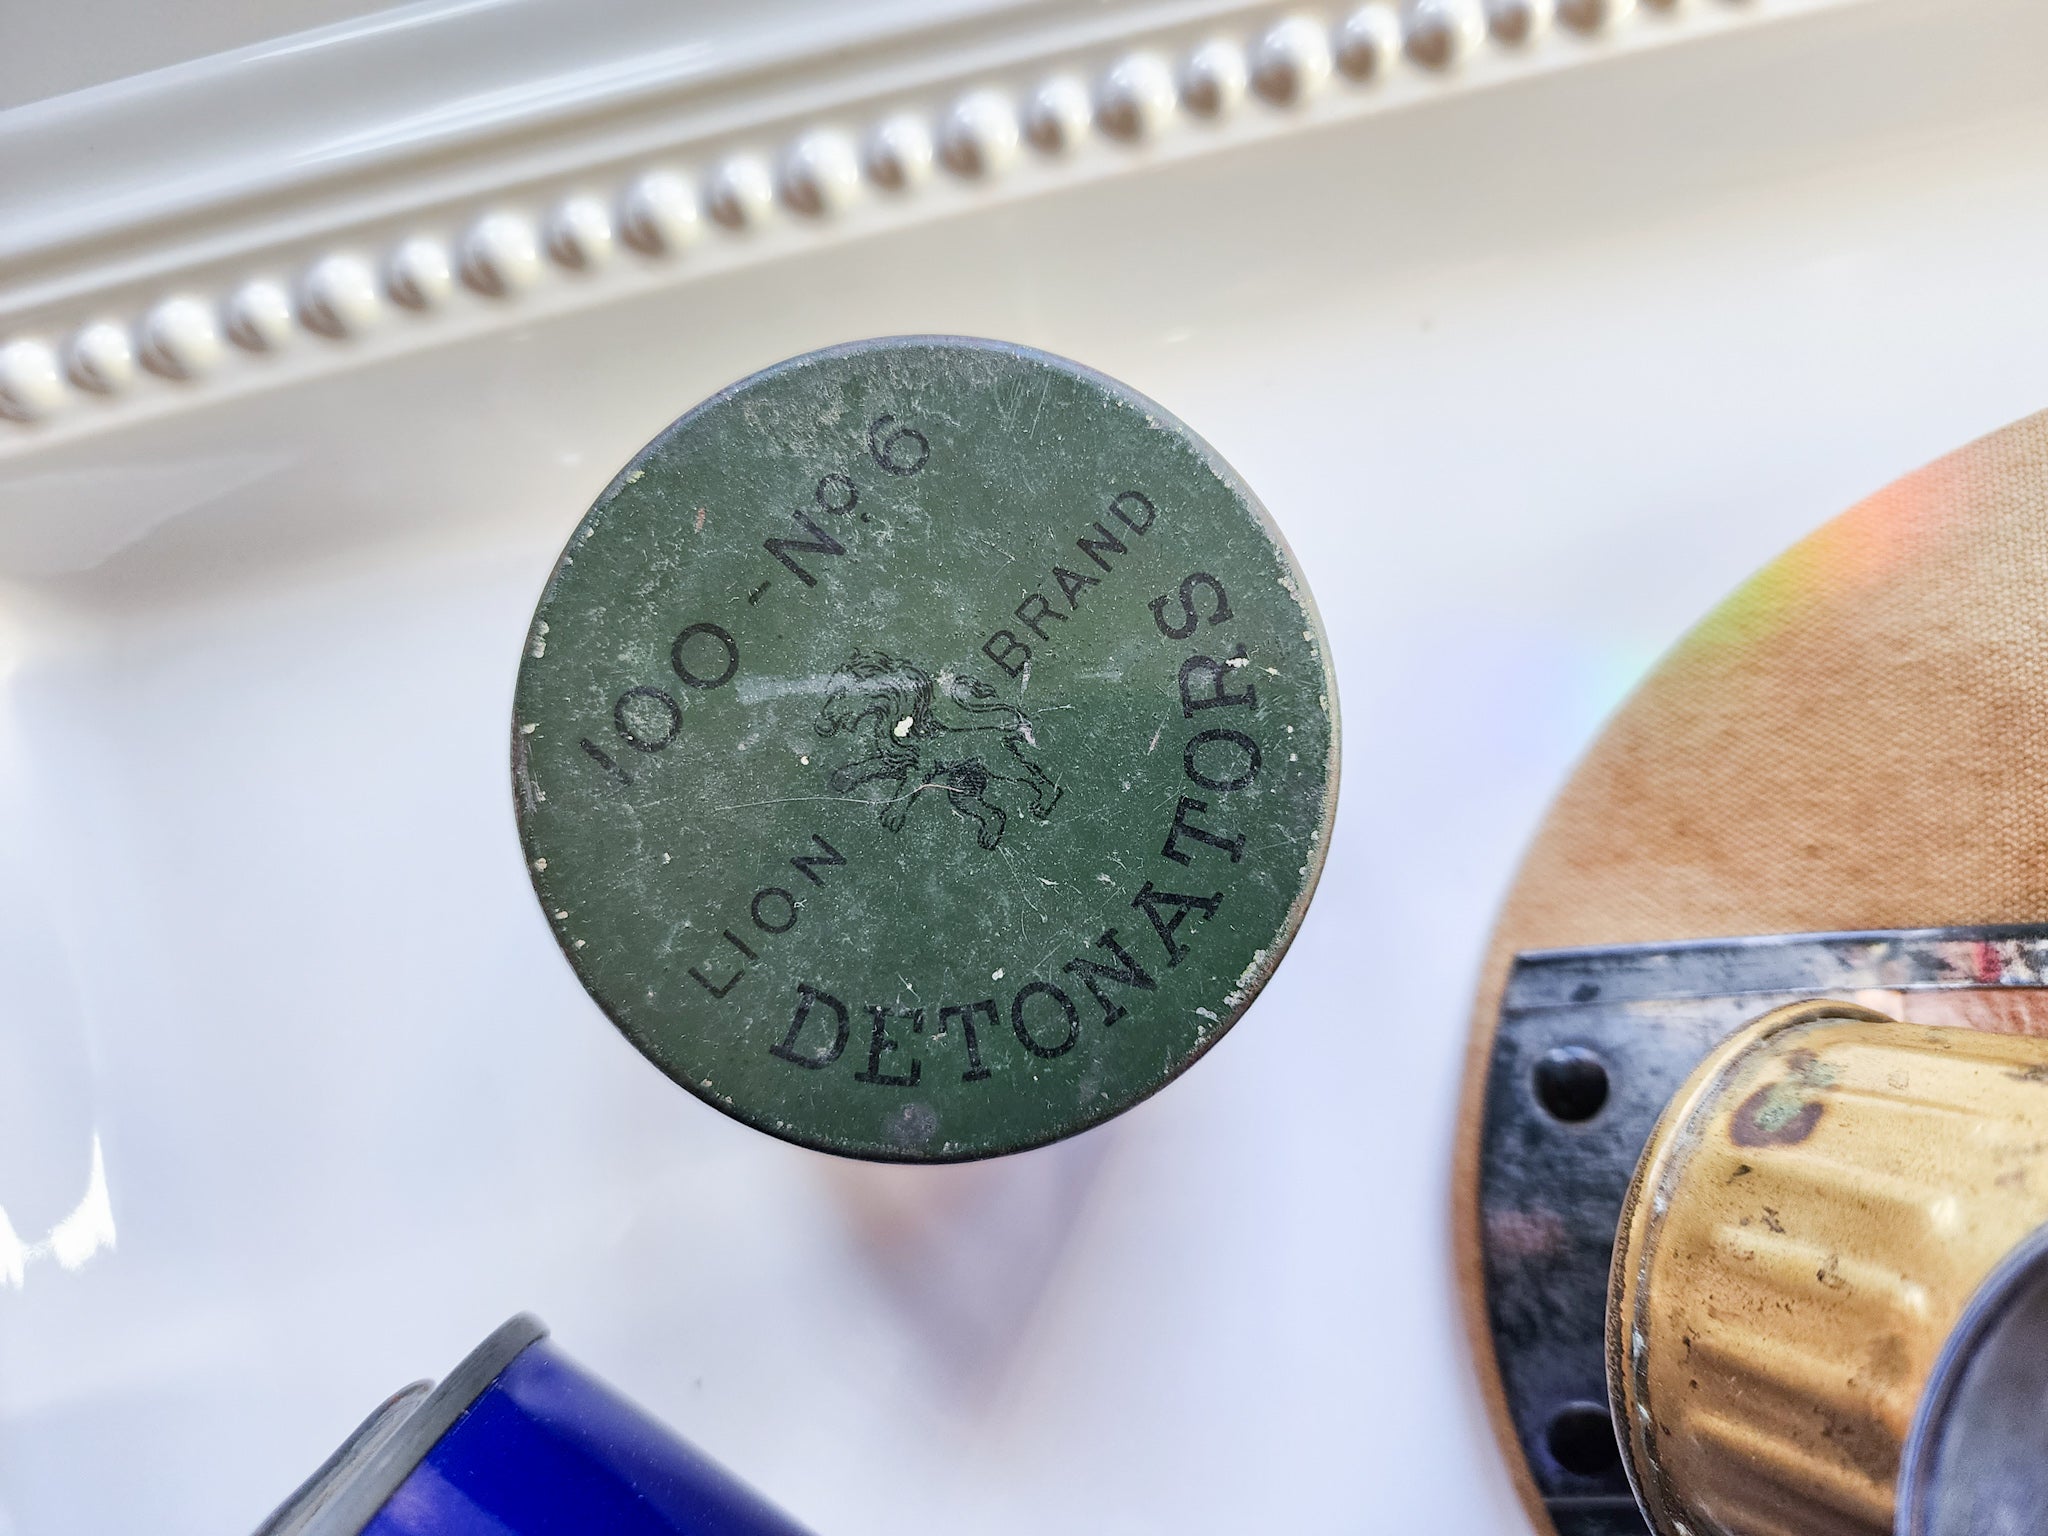 100 - No. 6
LION BRAND
DETONATORS